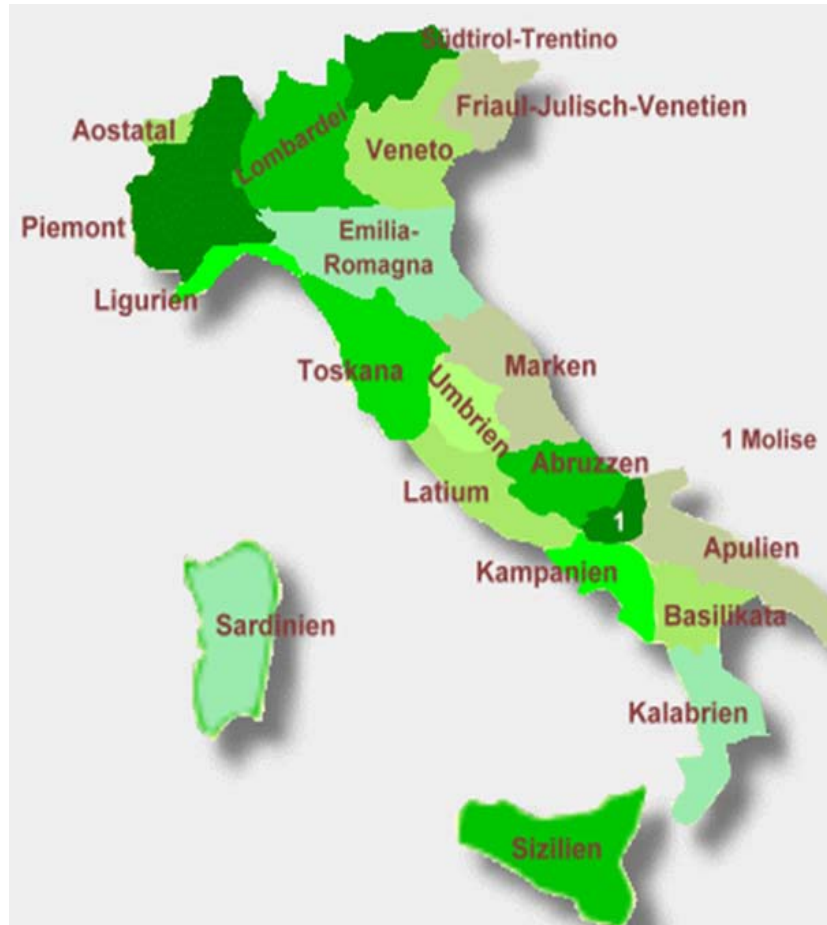 Südtirol-Trentino
Friaul-Julisch-Venetien
Aostatal
Lombardei
Veneto
Piemont
Emilia-
Romagna
Ligurien
Toskana
Umbrien
Marken
1 Molise
Abruzzen
Latium
1
Apulien
Kampanien
Basilikata
Sardinien
Kalabrien
Sizilien